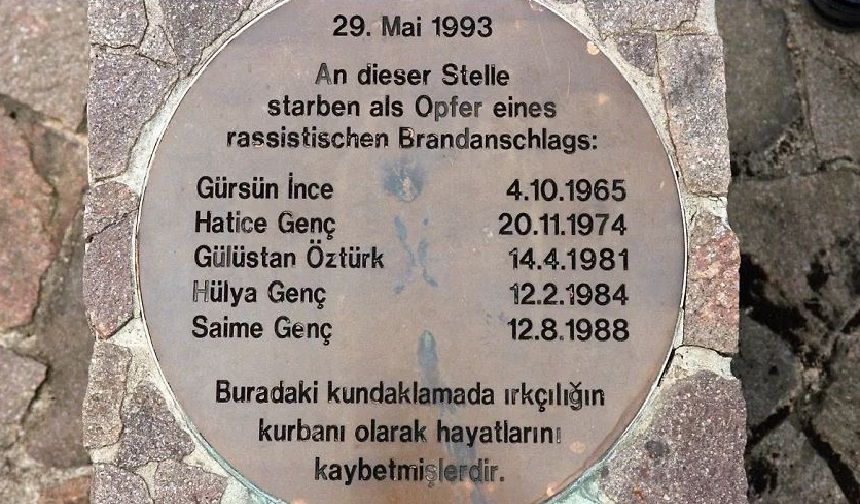 29. Mai 1993
An dieser Stelle
starben als Opfer eines
rassistischen Brandanschlags:
Gürsün İnce 4.10.1965
Hatice Genç 20.11.1974
Gülüstan Öztürk 14.4.1981
Hülya Genç 12.2.1984
Saime Genç 12.8.1988
Buradaki kundaklamada ırkçılığın
kurbanı olarak hayatlarını
kaybetmişlerdir.